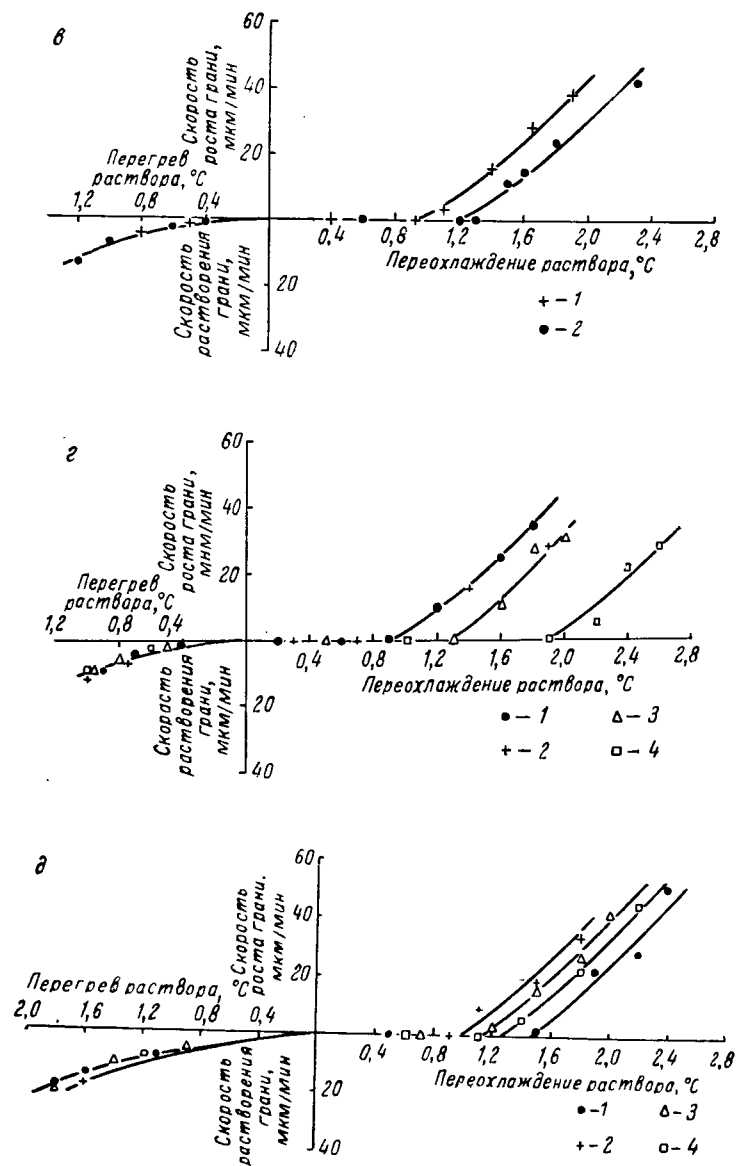 в
60
40
20
Скорость
роста грани,
мкм/мин
Перегрев
раствора, °С
1,2 0,8 0,4
0,4 1,2 1,6 2,0 2,4 2,8
Переохлаждение раствора, °С
Скорость
растворения
грани,
мкм/мин
20
40
+ – 1
● – 2
г
60
40
20
Скорость
роста грани,
мнм/мин
Перегрев
раствора, °С
1,2 0,8 0,4
0,4 0,8 1,2 1,6 2,0 2,4 2,8
Переохлаждение раствора, °С
Скорость
растворения
грани,
мкм/мин
20
40
● – 1 △ – 3
+ – 2 □ – 4
д
60
40
20
Скорость
роста грани.
мкм/мин
Перегрев раствора, °С
2,0 1,6 1,2 0,8 0,4
0,4 0,8 1,2 1,6 2,0 2,4 2,8
Переохлаждение раствора, °С
Скорость
растворения
грани,
мкм/мин
20
40
● – 1 △ – 3
+ – 2 □ – 4